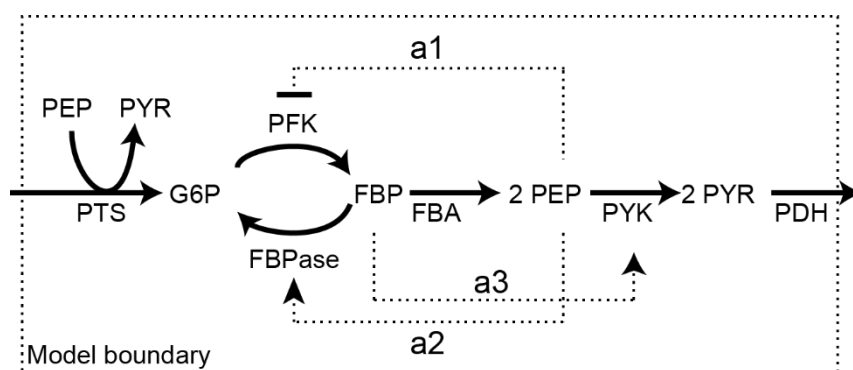 a1
PEP PYR
PFK
PTS G6P
FBP FBA 2 PEP PYK 2 PYR PDH
FBPase
a3
a2
Model boundary